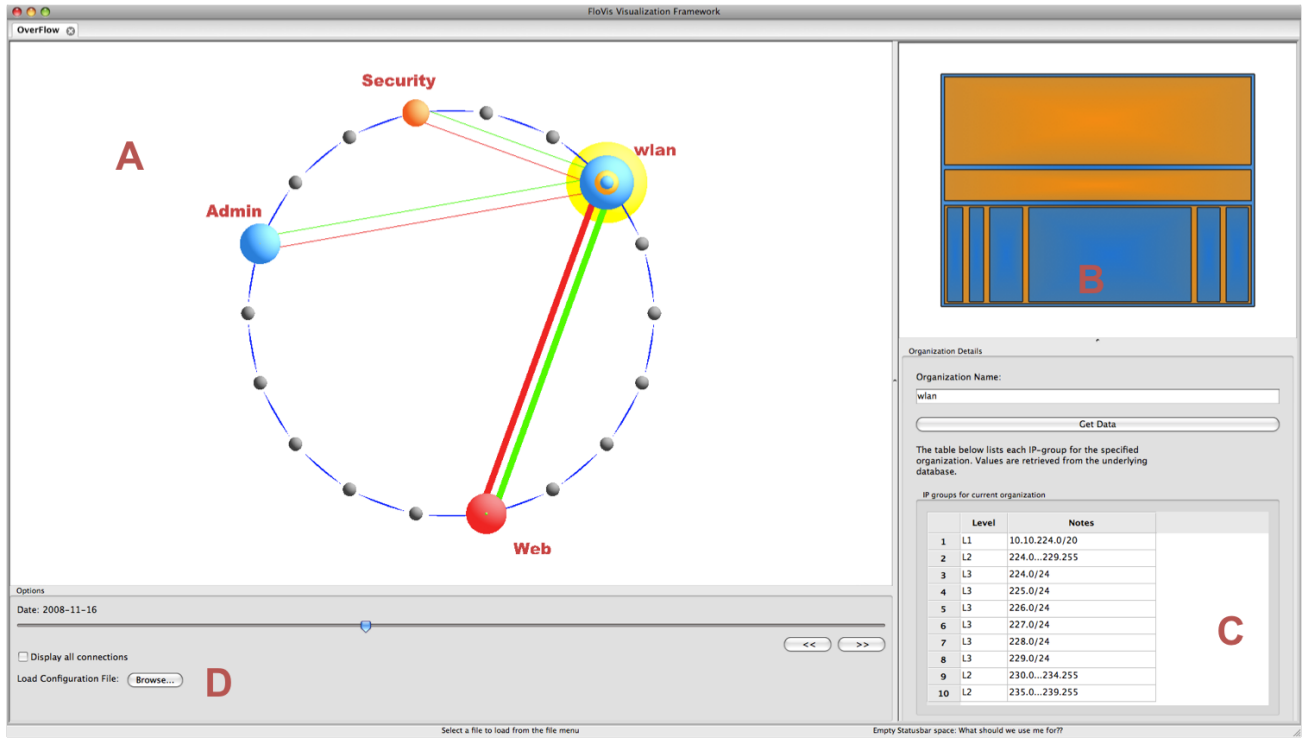 FloVis Visualization Framework
OverFlow
A
Security
wlan
Admin
Web
B
Organization Details
Organization Name:
wlan
Get Data
The table below lists each IP-group for the specified
organization. Values are retrieved from the underlying
database.
IP groups for current organization
Level Notes
1 L1 10.10.224.0/20
2 L2 224.0...229.255
3 L3 224.0/24
4 L3 225.0/24
5 L3 226.0/24
6 L3 227.0/24
7 L3 228.0/24
8 L3 229.0/24
9 L2 230.0...234.255
10 L2 235.0...239.255
C
Options
Date: 2008-11-16
<< >>
Display all connections
Load Configuration File: Browse...
D
Select a file to load from the file menu
Empty Statusbar space: What should we use me for??